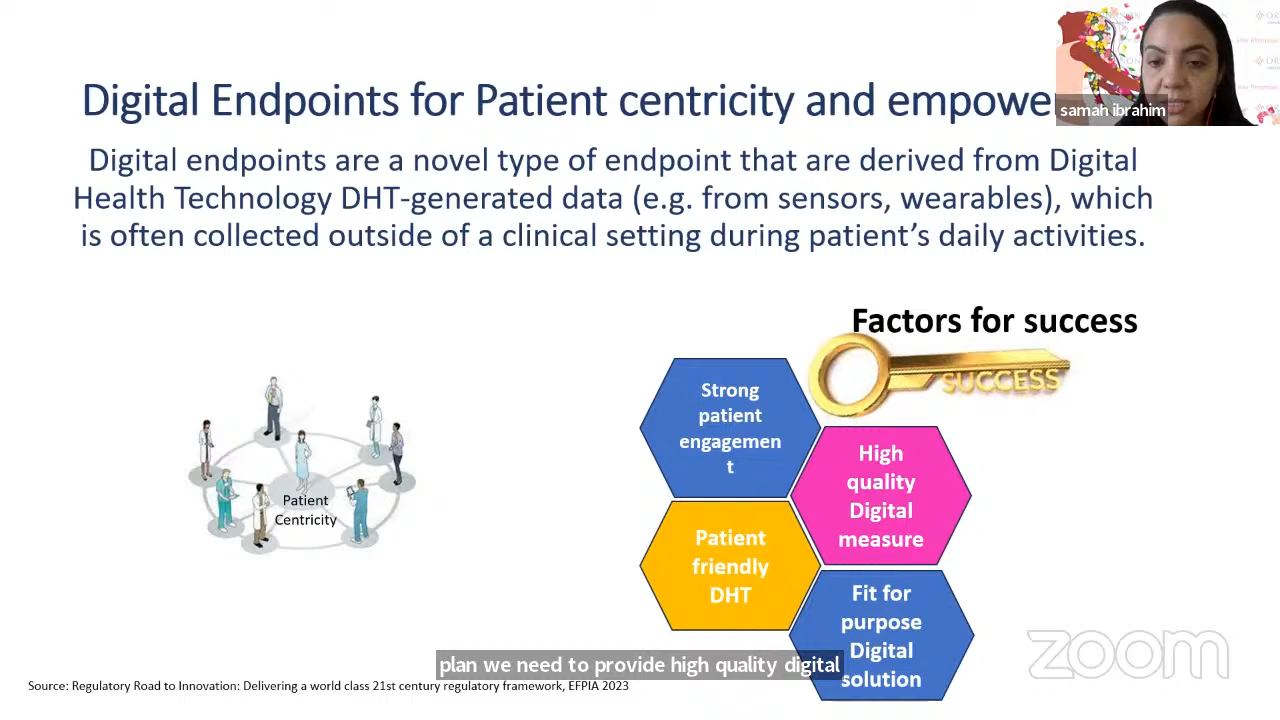 Digital Endpoints for Patient centricity and empowe
samah ibrahim
Digital endpoints are a novel type of endpoint that are derived from Digital
Health Technology DHT-generated data (e.g. from sensors, wearables), which
is often collected outside of a clinical setting during patient’s daily activities.
Factors for success
SUCCESS
Strong
patient
engagemen
t
High
quality
Digital
measure
Patient
friendly
DHT
Fit for
purpose
Digital
solution
Patient
Centricity
plan we need to provide high quality digital
Source: Regulatory Road to Innovation: Delivering a world class 21st century regulatory framework, EFPIA 2023
zoom